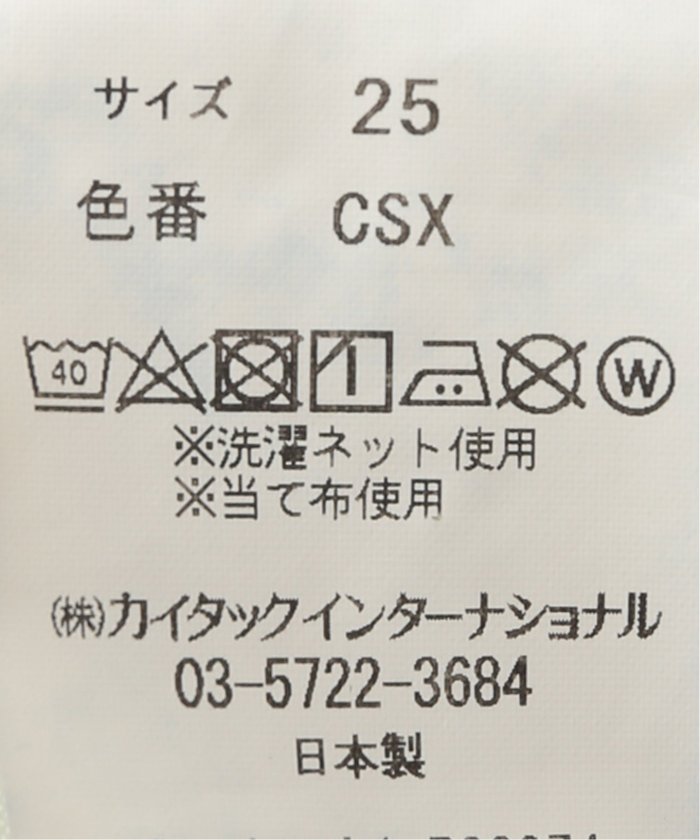 サイズ 25
色番 CSX
40 W
※洗濯ネット使用
※当て布使用
㈱カイタックインターナショナル
03-5722-3684
日本製